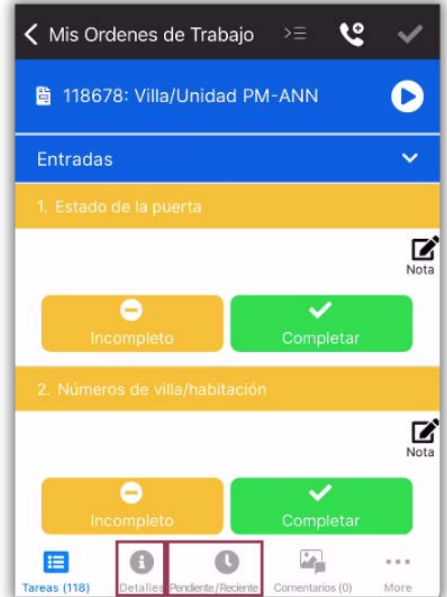 Mis Ordenes de Trabajo
118678: Villa/Unidad PM-ANN
Entradas
1. Estado de la puerta
Nota
Incompleto Completar
2. Números de villa/habitación
Nota
Incompleto Completar
Tareas (118) Detalles Pendiente/Reciente Comentarios (0) More